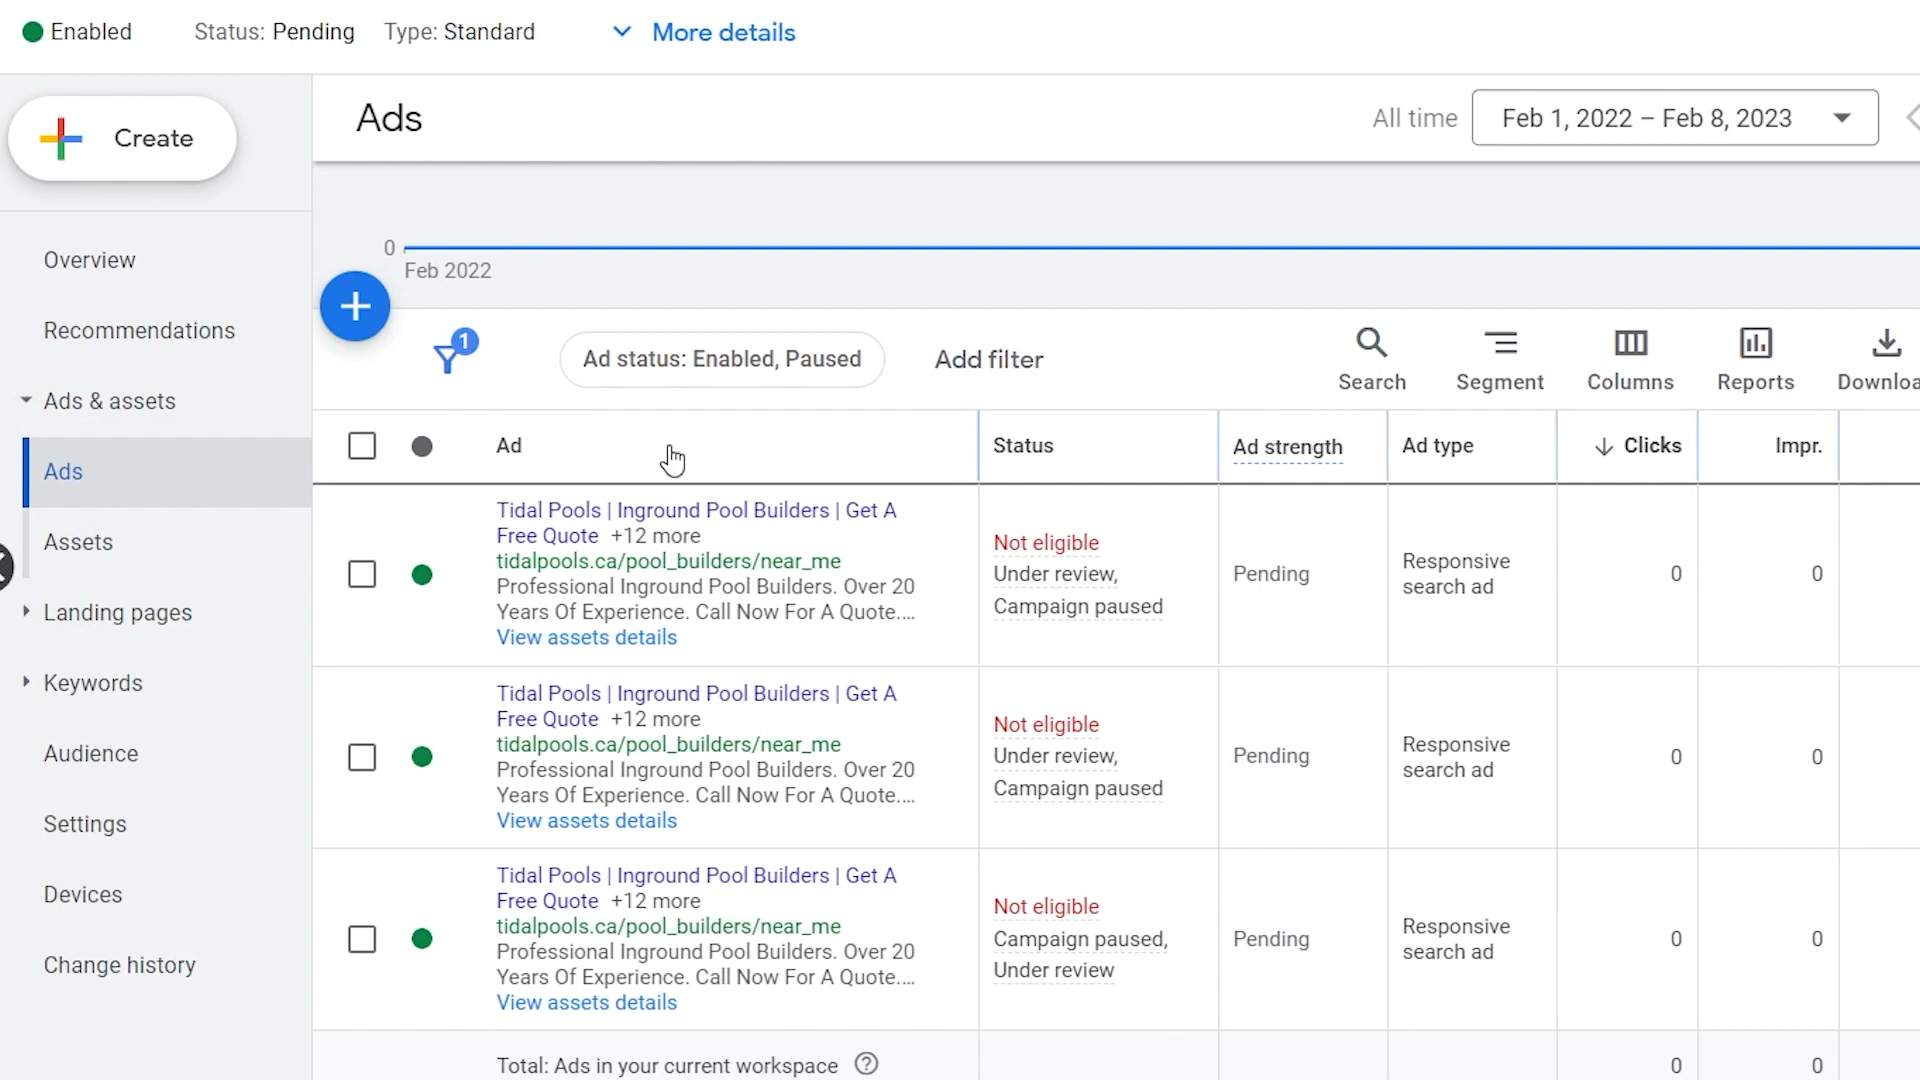 Enabled Status: Pending Type: Standard More details
Create
Ads
All time Feb 1, 2022 – Feb 8, 2023
Overview
Recommendations
Ads & assets
Ads
Assets
Landing pages
Keywords
Audience
Settings
Devices
Change history
0
Feb 2022
1
Ad status: Enabled, Paused Add filter
Search Segment Columns Reports Downloa
Ad Status Ad strength Ad type Clicks Impr.
Tidal Pools | Inground Pool Builders | Get A
Free Quote +12 more
tidalpools.ca/pool_builders/near_me
Professional Inground Pool Builders. Over 20
Years Of Experience. Call Now For A Quote....
View assets details
Not eligible
Under review,
Campaign paused
Pending
Responsive
search ad
0 0
Tidal Pools | Inground Pool Builders | Get A
Free Quote +12 more
tidalpools.ca/pool_builders/near_me
Professional Inground Pool Builders. Over 20
Years Of Experience. Call Now For A Quote....
View assets details
Not eligible
Under review,
Campaign paused
Pending
Responsive
search ad
0 0
Tidal Pools | Inground Pool Builders | Get A
Free Quote +12 more
tidalpools.ca/pool_builders/near_me
Professional Inground Pool Builders. Over 20
Years Of Experience. Call Now For A Quote....
View assets details
Not eligible
Campaign paused,
Under review
Pending
Responsive
search ad
0 0
Total: Ads in your current workspace ? 0 0